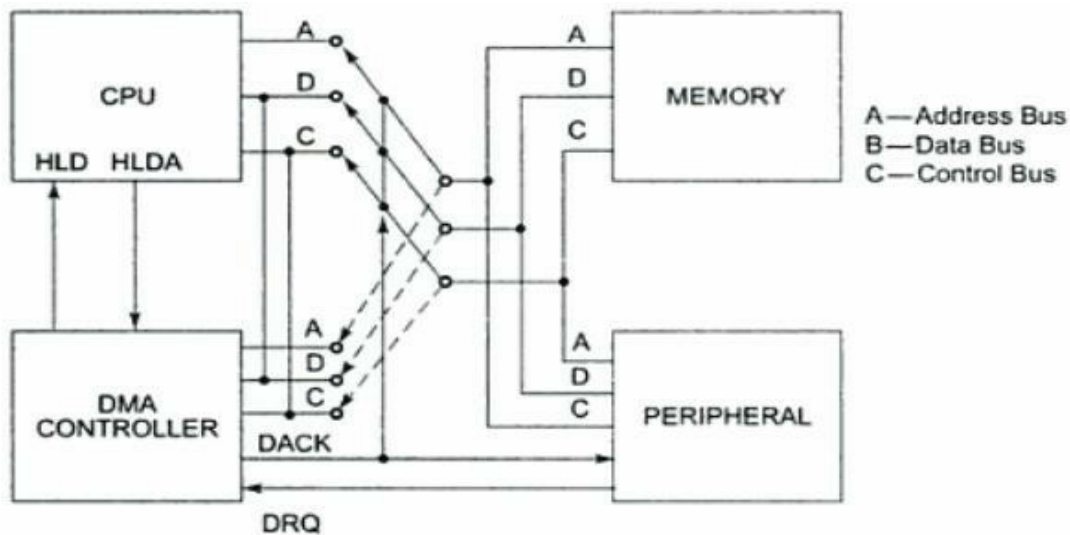 A
D
C
CPU
HLD HLDA
A
D
C
MEMORY
A—Address Bus
B—Data Bus
C—Control Bus
A
D
C
DMA
CONTROLLER
DACK
DRQ
A
D
C
PERIPHERAL